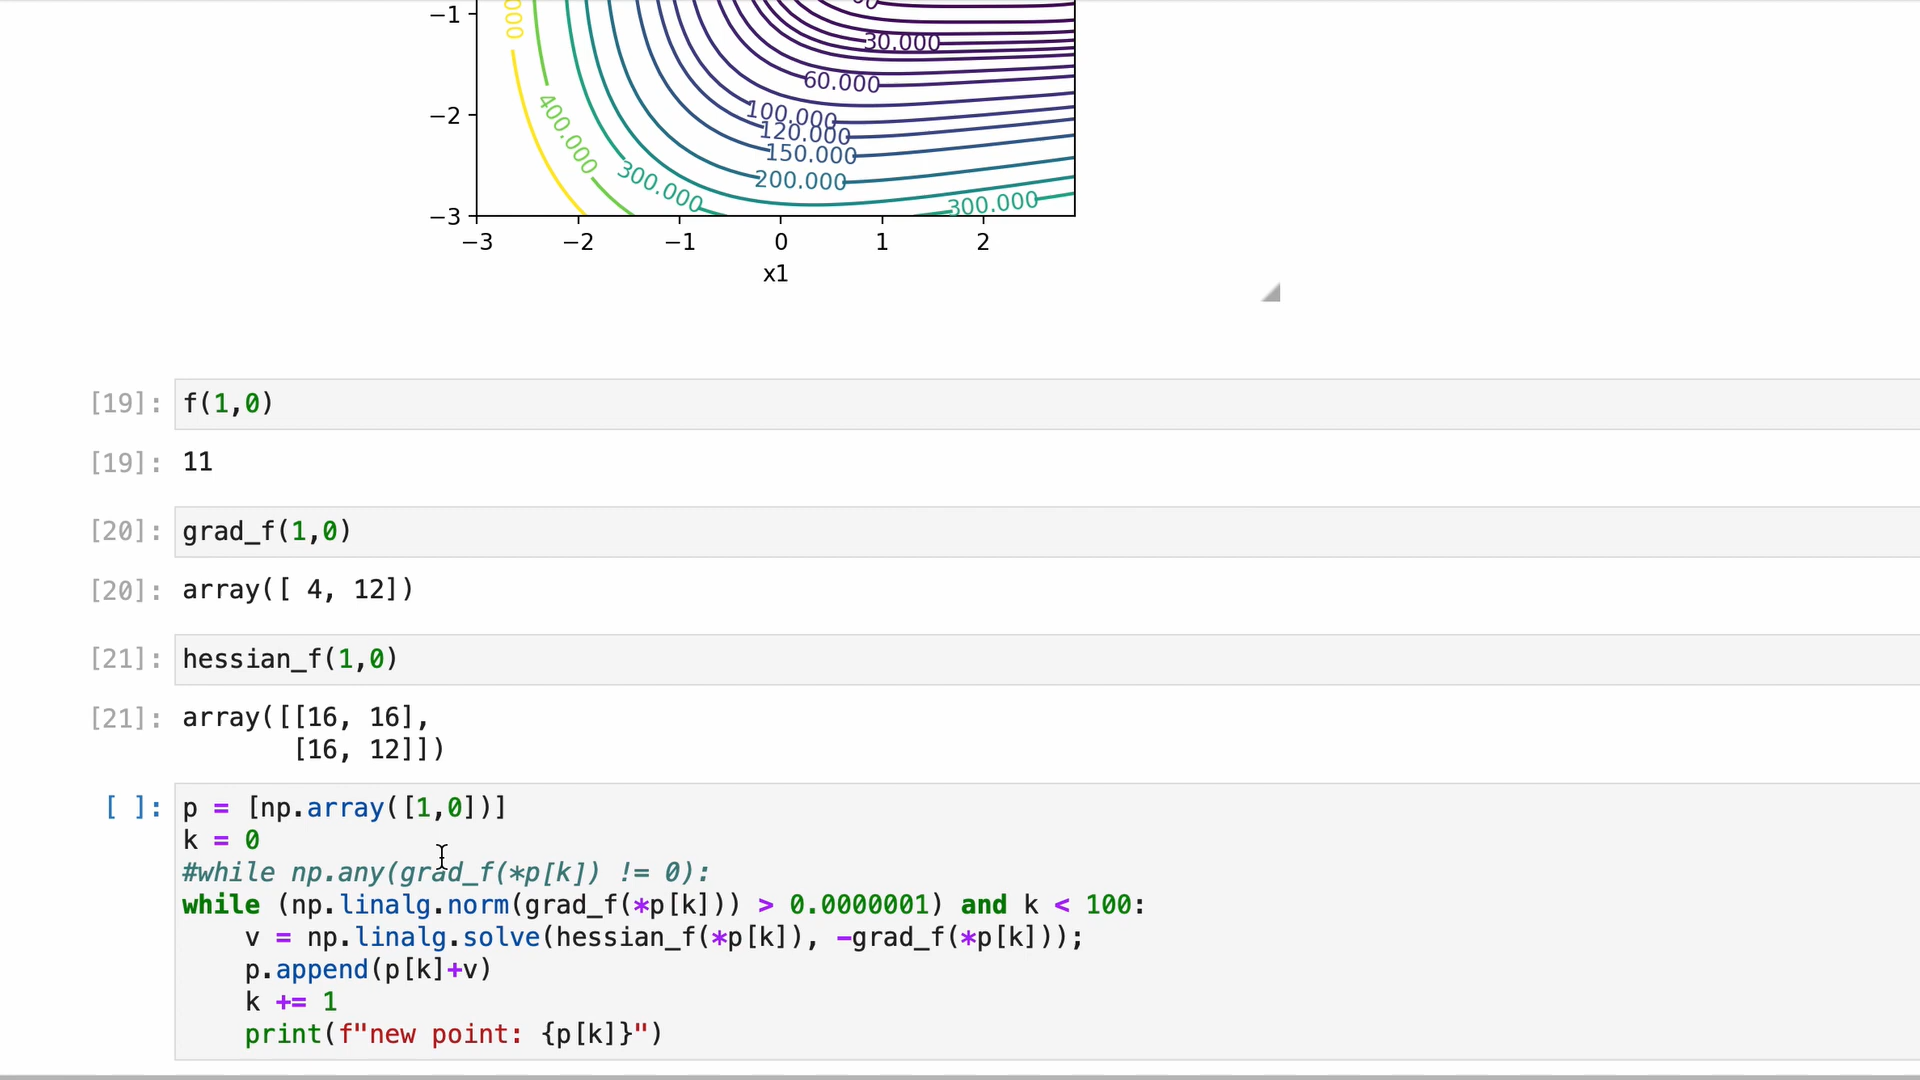 −1
30.000
60.000
400.000
100.000
120.000
−2
150.000
300.000
200.000
300.000
−3
−3 −2 −1 0 1 2
x1
[19]: f(1,0)
[19]: 11
[20]: grad_f(1,0)
[20]: array([ 4, 12])
[21]: hessian_f(1,0)
[21]: array([[16, 16],
[16, 12]])
[ ]: p = [np.array([1,0])]
k = 0
#while np.any(grad_f(*p[k]) != 0):
while (np.linalg.norm(grad_f(*p[k])) > 0.0000001) and k < 100:
v = np.linalg.solve(hessian_f(*p[k]), -grad_f(*p[k]));
p.append(p[k]+v)
k += 1
print(f"new point: {p[k]}")